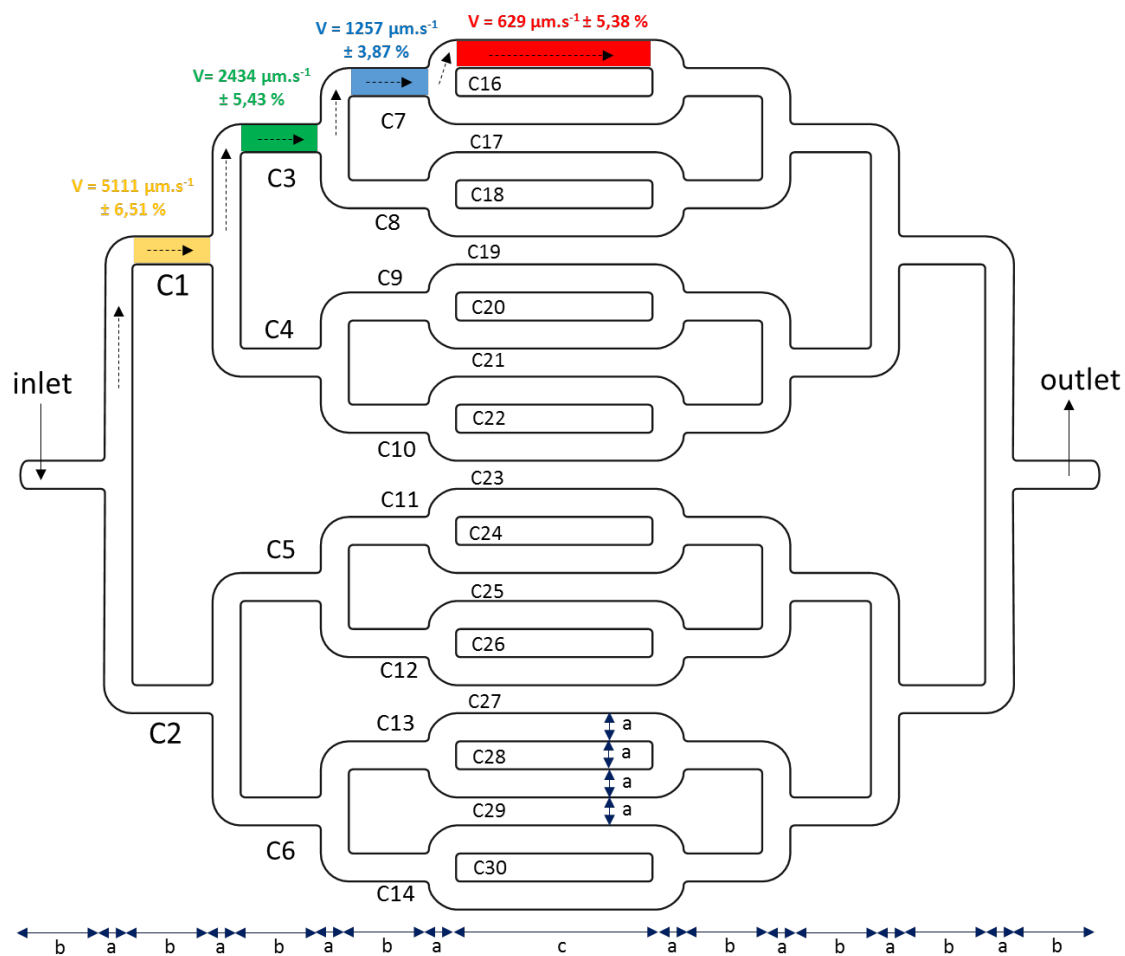 V = 629 µm.s⁻¹ ± 5,38 %
V = 1257 µm.s⁻¹
± 3,87 %
V= 2434 µm.s⁻¹
± 5,43 %
V = 5111 µm.s⁻¹
± 6,51 %
C16
C7
C17
C3
C18
C8
C19
C1
C9
C20
C4
C21
inlet
outlet
C22
C10
C23
C11
C24
C5
C25
C26
C12
C27
C2
C13
a
C28
a
a
C29
a
C6
C30
C14
b a b a b a b a c a b a b a b a b